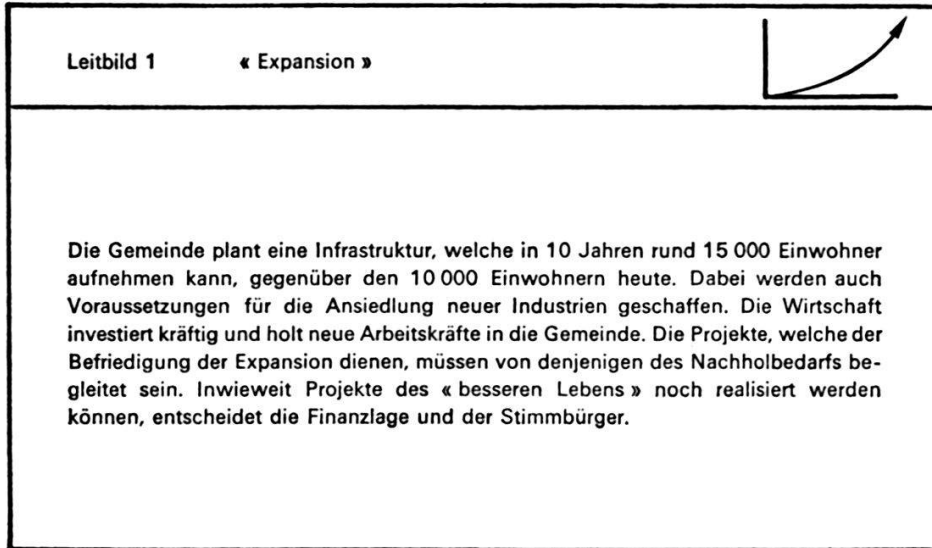 Leitbild 1 « Expansion »
Die Gemeinde plant eine Infrastruktur, welche in 10 Jahren rund 15 000 Einwohner
aufnehmen kann, gegenüber den 10 000 Einwohnern heute. Dabei werden auch
Voraussetzungen für die Ansiedlung neuer Industrien geschaffen. Die Wirtschaft
investiert kräftig und holt neue Arbeitskräfte in die Gemeinde. Die Projekte, welche der
Befriedigung der Expansion dienen, müssen von denjenigen des Nachholbedarfs be-
gleitet sein. Inwieweit Projekte des « besseren Lebens » noch realisiert werden
können, entscheidet die Finanzlage und der Stimmbürger.